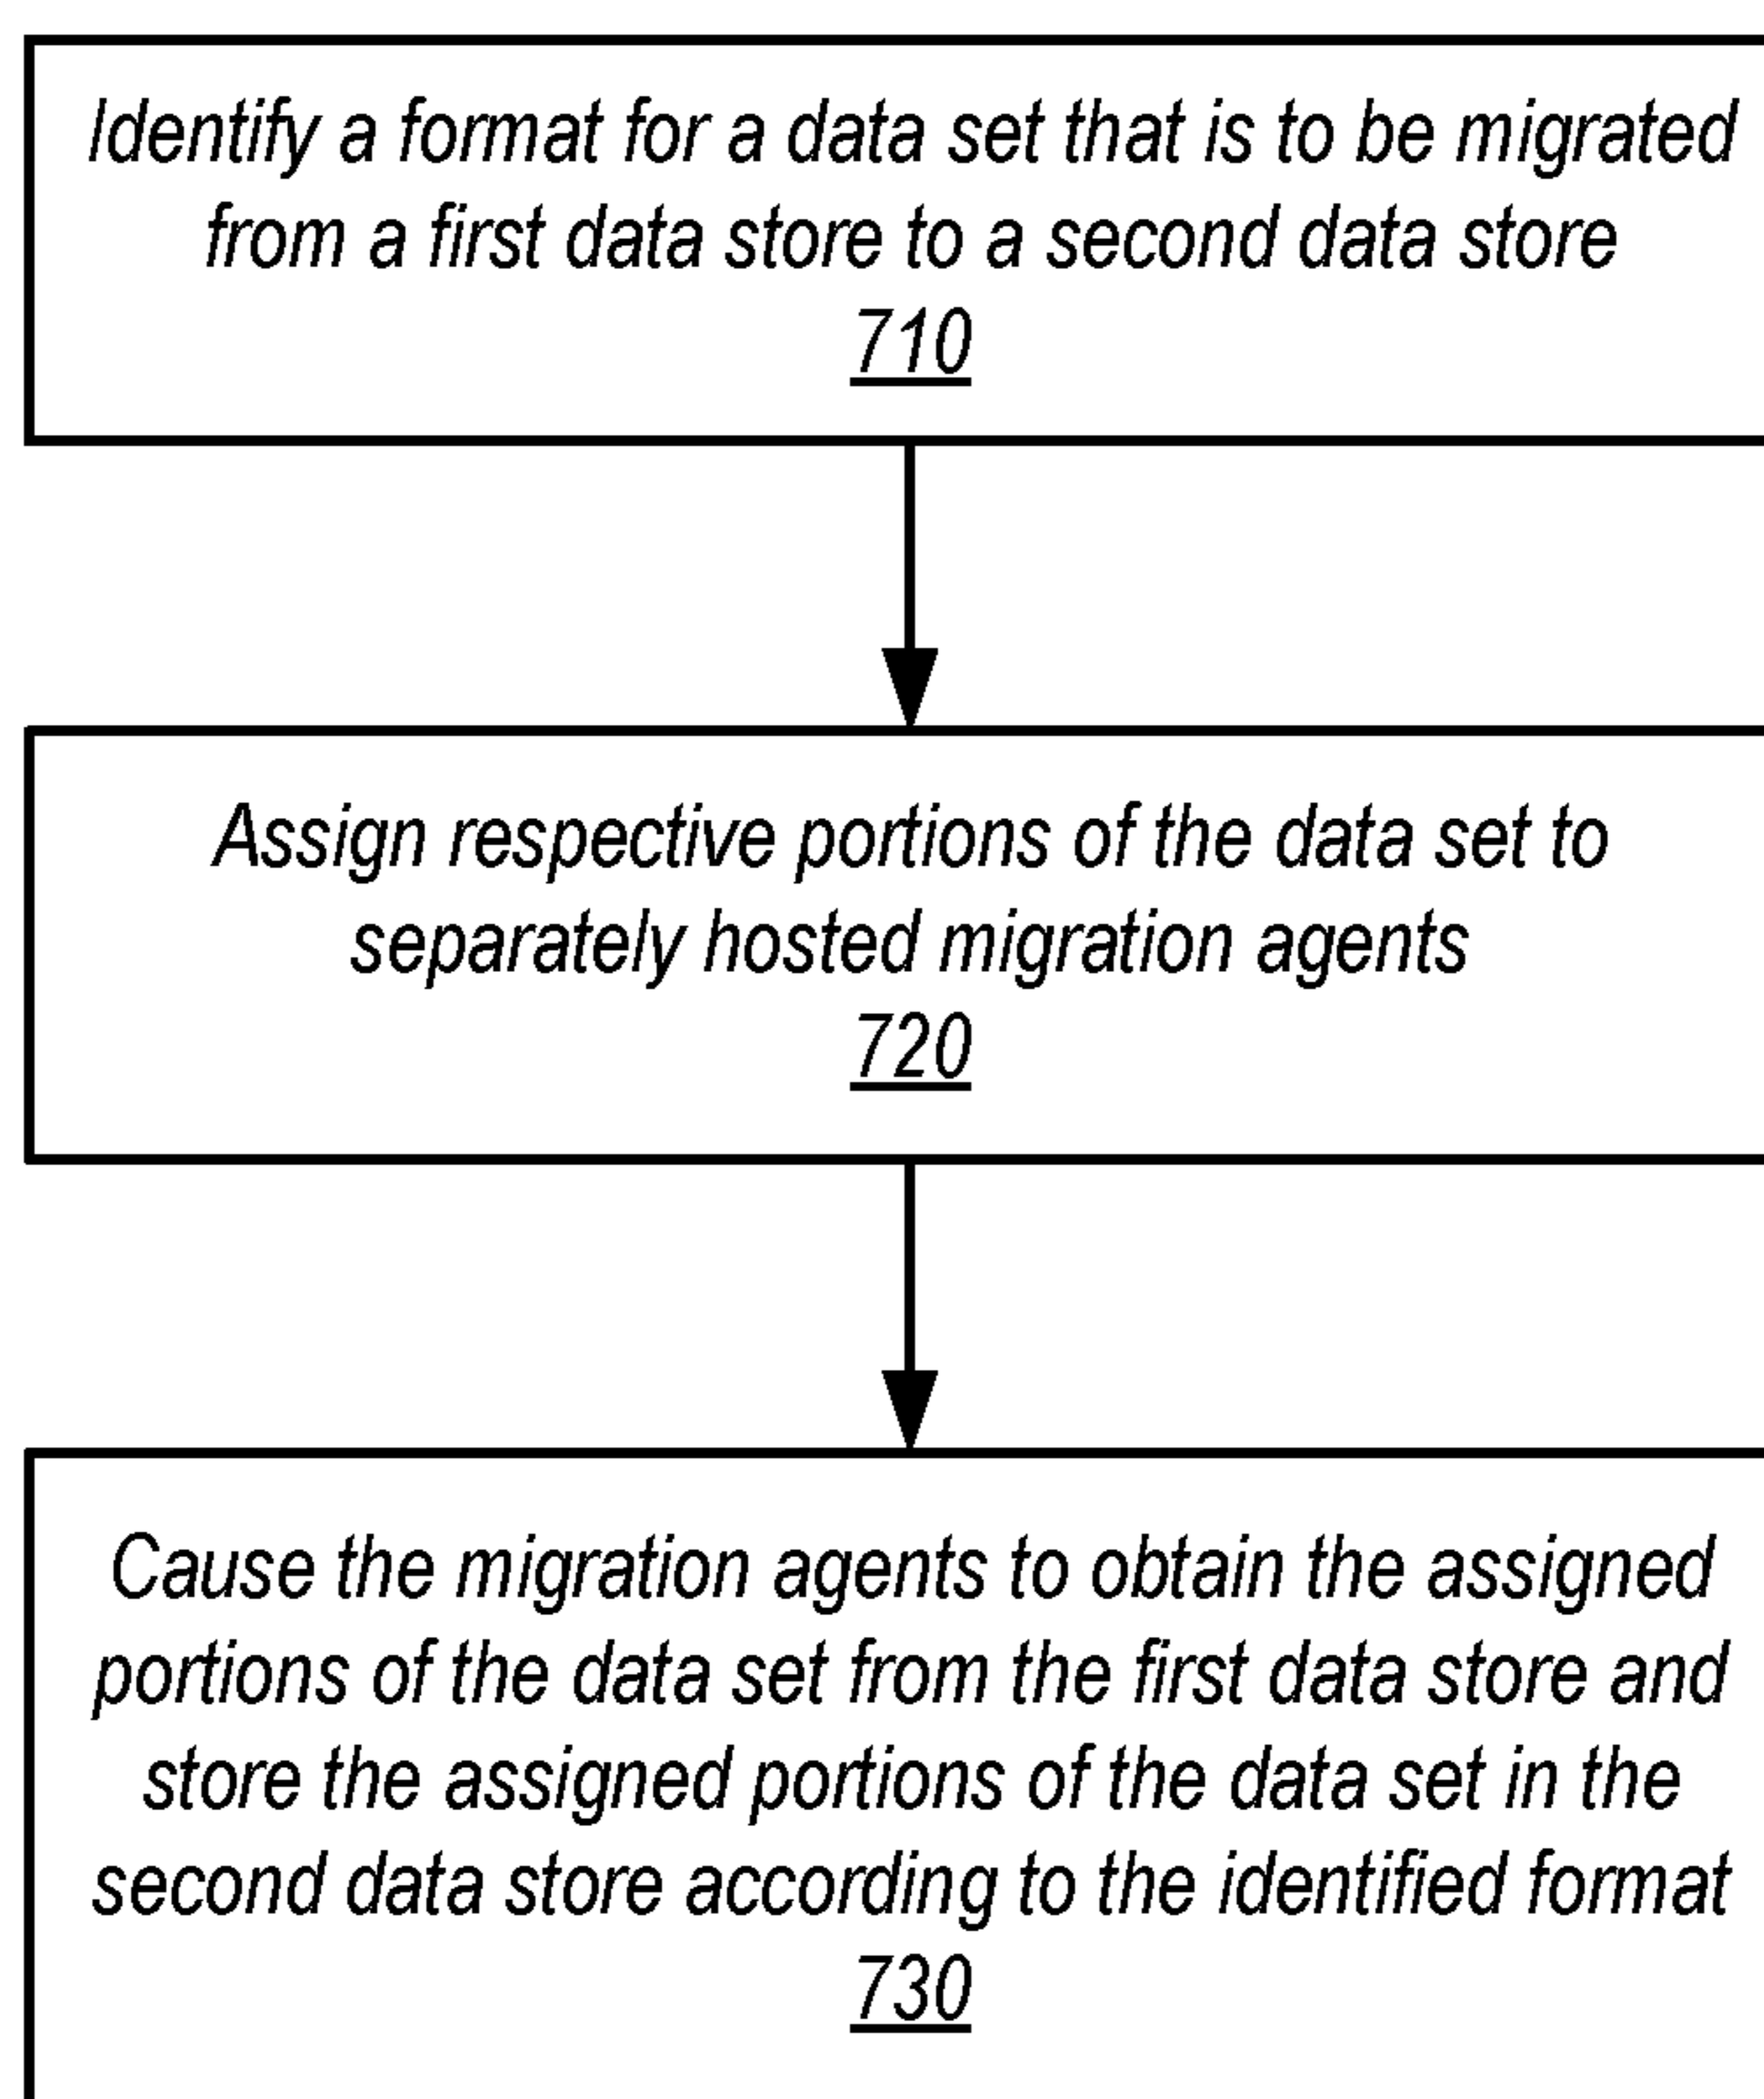 Identify a format for a data set that is to be migrated
from a first data store to a second data store
710
Assign respective portions of the data set to
separately hosted migration agents
720
Cause the migration agents to obtain the assigned
portions of the data set from the first data store and
store the assigned portions of the data set in the
second data store according to the identified format
730